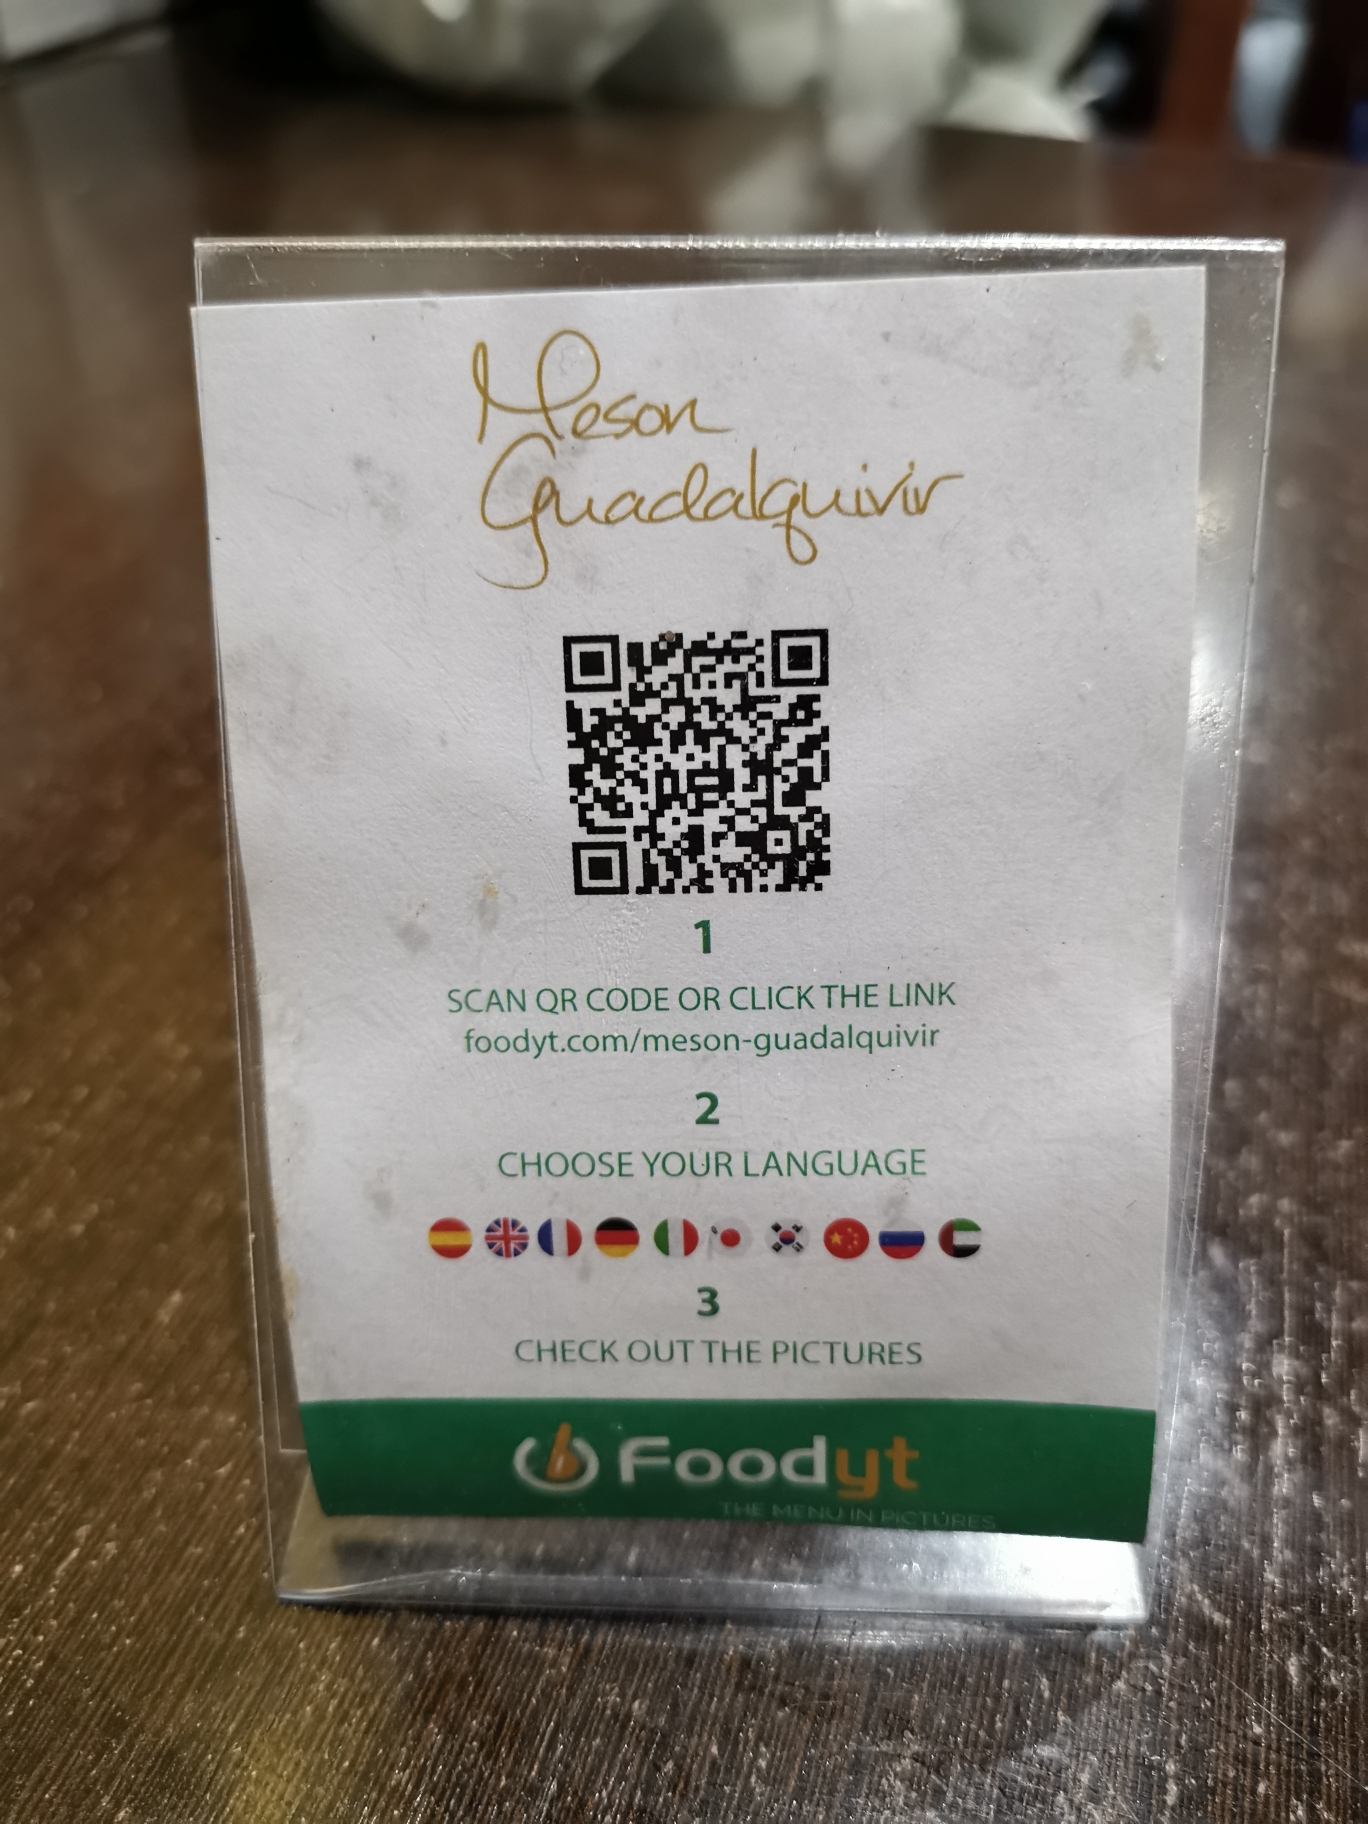 Meson
Guadalquivir
1
SCAN QR CODE OR CLICK THE LINK
foodyt.com/meson-guadalquivir
2
CHOOSE YOUR LANGUAGE
3
CHECK OUT THE PICTURES
Foodyt
THE MENU IN PICTURES